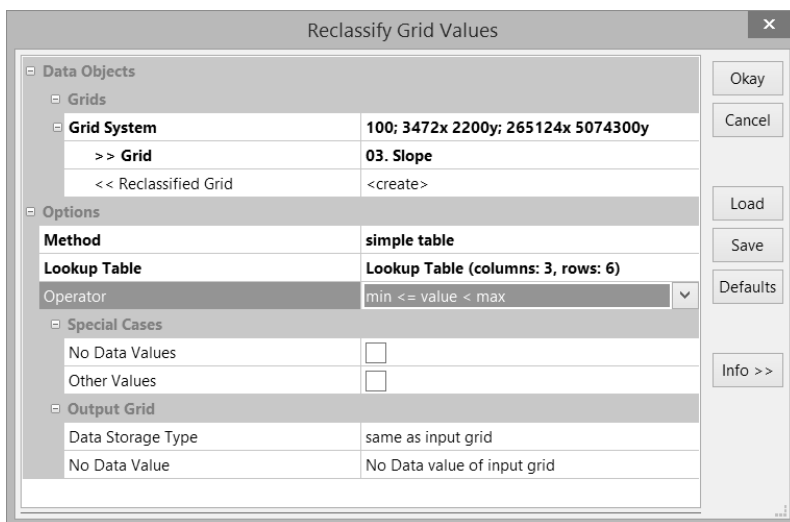 Reclassify Grid Values
x
Data Objects
Grids
Grid System 100; 3472x 2200y; 265124x 5074300y
>> Grid 03. Slope
<< Reclassified Grid <create>
Options
Method simple table
Lookup Table Lookup Table (columns: 3, rows: 6)
Operator min <= value < max
Special Cases
No Data Values
Other Values
Output Grid
Data Storage Type same as input grid
No Data Value No Data value of input grid
Okay
Cancel
Load
Save
Defaults
Info >>